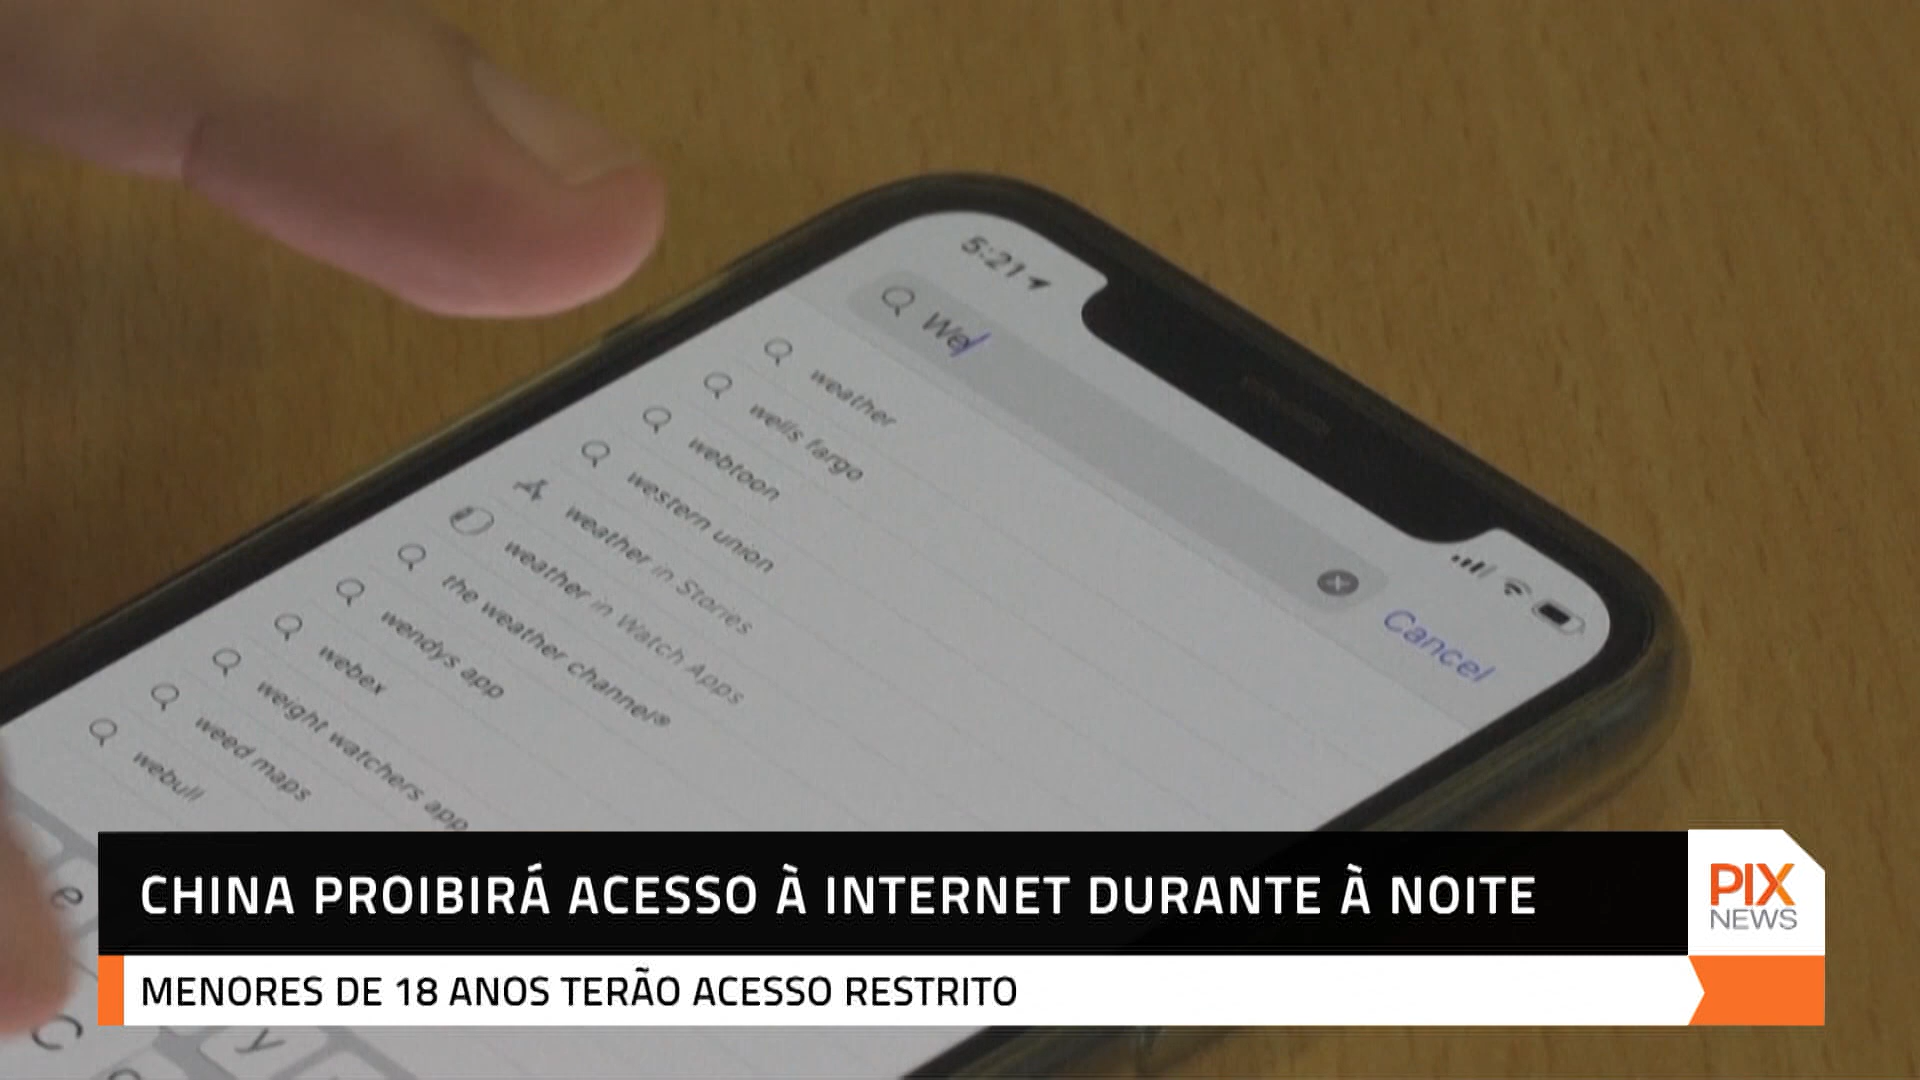 5:21
We
Cancel
weather
wells fargo
webtoon
western union
weather in Stories
weather in Watch Apps
the weather channel®
wendys app
webex
weight watchers app
weed maps
webull
e
y
CHINA PROIBIRÁ ACESSO À INTERNET DURANTE À NOITE
PIX
NEWS
MENORES DE 18 ANOS TERÃO ACESSO RESTRITO